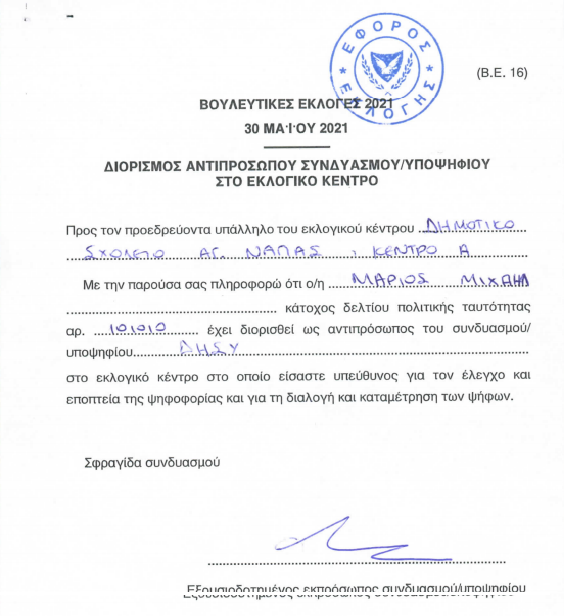 ΕΦΟΡΟΣ
ΕΚΛΟΓΗΣ
(Β.Ε. 16)
ΒΟΥΛΕΥΤΙΚΕΣ ΕΚΛΟΓΕΣ 2021
30 ΜΑΪΟΥ 2021
ΔΙΟΡΙΣΜΟΣ ΑΝΤΙΠΡΟΣΩΠΟΥ ΣΥΝΔΥΑΣΜΟΥ/ΥΠΟΨΗΦΙΟΥ
ΣΤΟ ΕΚΛΟΓΙΚΟ ΚΕΝΤΡΟ
Προς τον προεδρεύοντα υπάλληλο του εκλογικού κέντρου ΔΗΜΟΤΙΚΟ
ΣΧΟΛΕΙΟ ΑΓ. ΝΑΠΑΣ , ΚΕΝΤΡΟ Α
Με την παρούσα σας πληροφορώ ότι ο/η ΜΑΡΙΟΣ ΜΙΧΑΗΛ
κάτοχος δελτίου πολιτικής ταυτότητας
αρ. 101010 έχει διορισθεί ως αντιπρόσωπος του συνδυασμού/
υποψηφίου ΔΗΣΥ
στο εκλογικό κέντρο στο οποίο είσαστε υπεύθυνος για τον έλεγχο και
εποπτεία της ψηφοφορίας και για τη διαλογή και καταμέτρηση των ψήφων.
Σφραγίδα συνδυασμού
Εξουσιοδοτημένος εκπρόσωπος συνδυασμού/υποψηφίου